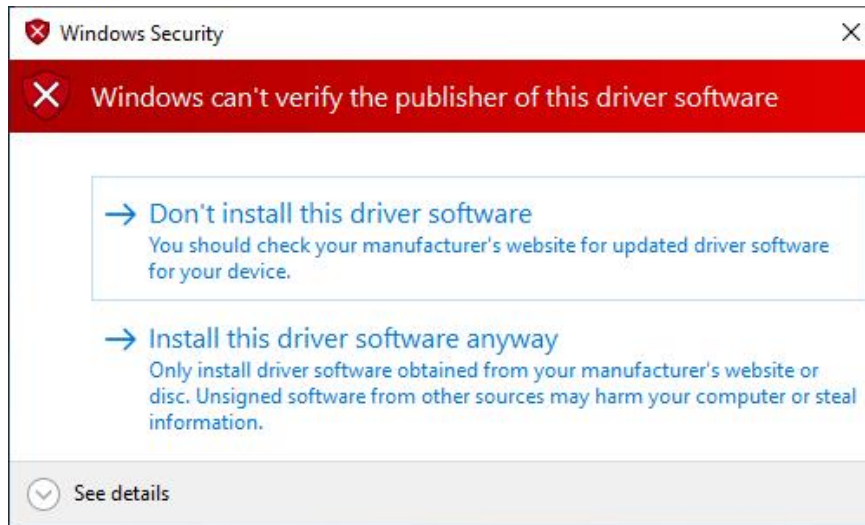 Windows Security
Windows can't verify the publisher of this driver software
Don't install this driver software
You should check your manufacturer's website for updated driver software
for your device.
Install this driver software anyway
Only install driver software obtained from your manufacturer's website or
disc. Unsigned software from other sources may harm your computer or steal
information.
See details